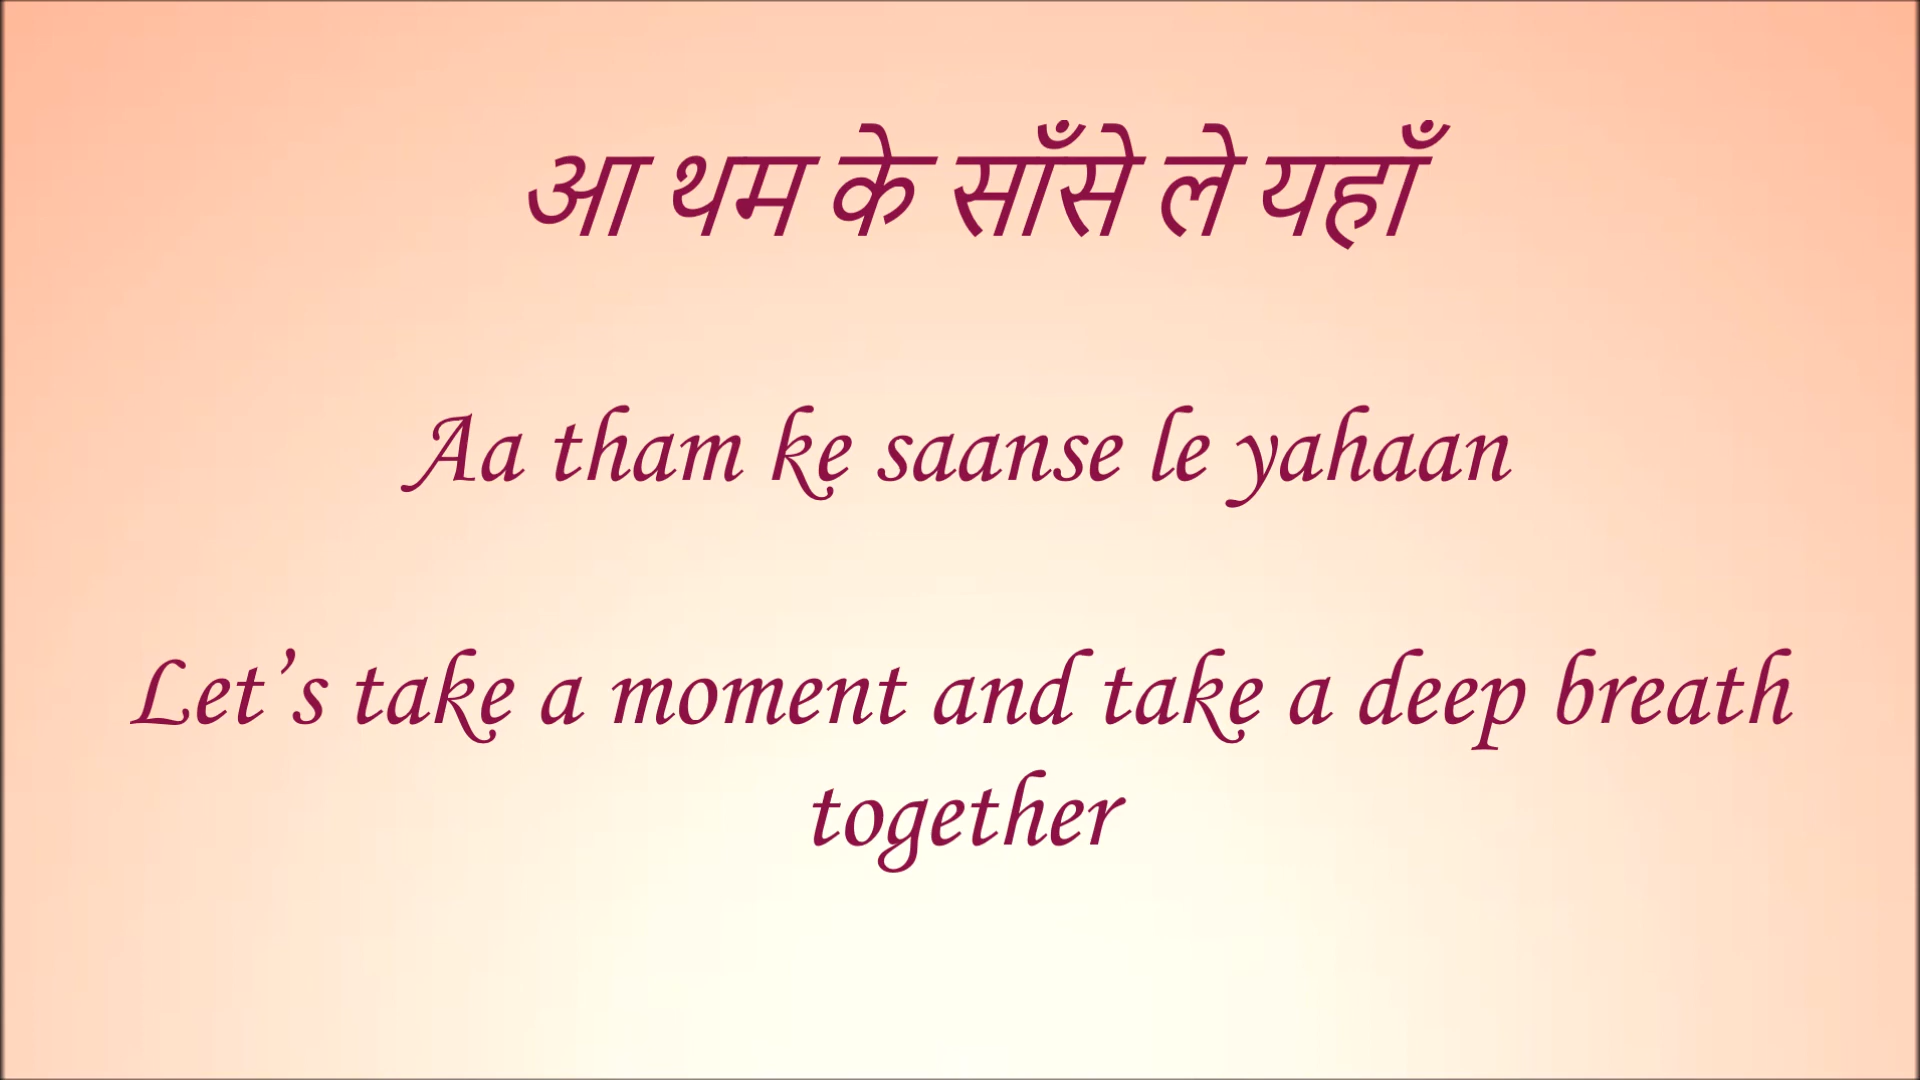 आ थम के साँसे ले यहाँ
Aa tham ke saanse le yahaan
Let’s take a moment and take a deep breath
together